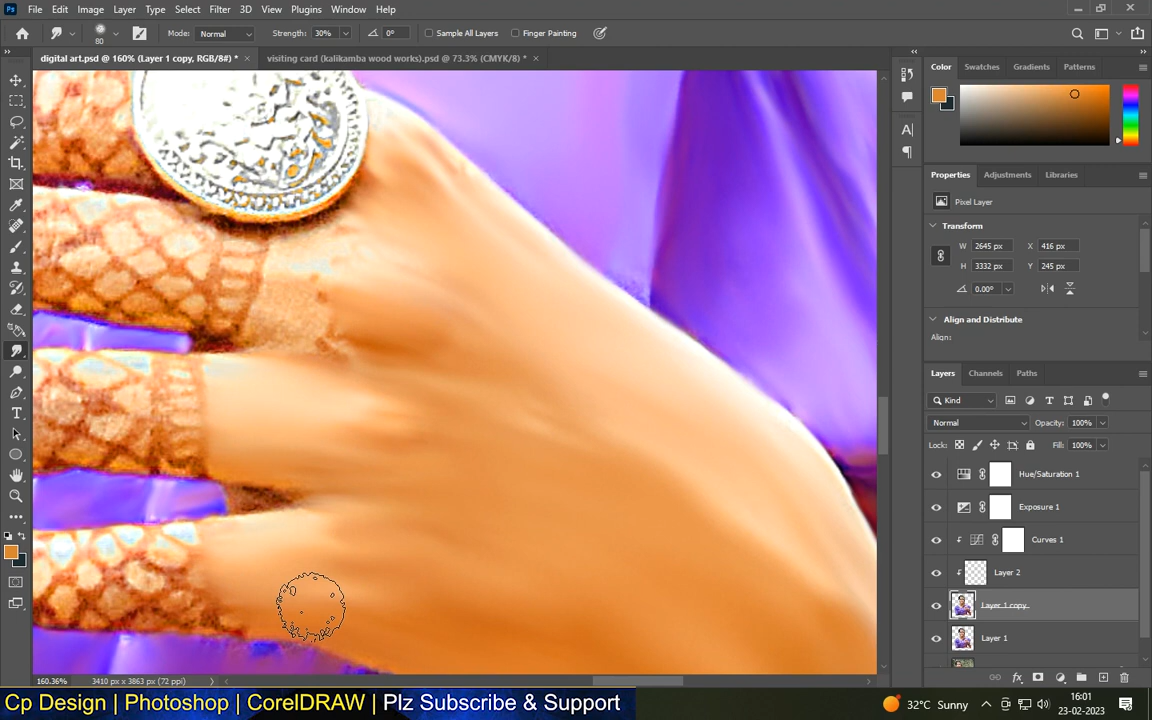 Ps File Edit Image Layer Type Select Filter 3D View Plugins Window Help
80 Mode: Normal Strength: 30% 0° Sample All Layers Finger Painting
digital art.psd @ 160% (Layer 1 copy, RGB/8#) * × visiting card (kalikamba wood works).psd @ 73.3% (CMYK/8) * ×
Color Swatches Gradients Patterns
Properties Adjustments Libraries
Pixel Layer
Transform
W 2645 px X 416 px
H 3332 px Y 245 px
0.00°
Align and Distribute
Align:
Layers Channels Paths
Kind
Normal Opacity: 100%
Lock: Fill: 100%
Hue/Saturation 1
Exposure 1
Curves 1
Layer 2
Layer 1 copy
Layer 1
160.36% 3410 px x 3863 px (72 ppi)
Cp Design | Photoshop | CorelDRAW | Plz Subscribe & Support
32°C Sunny
16:01
23-02-2023